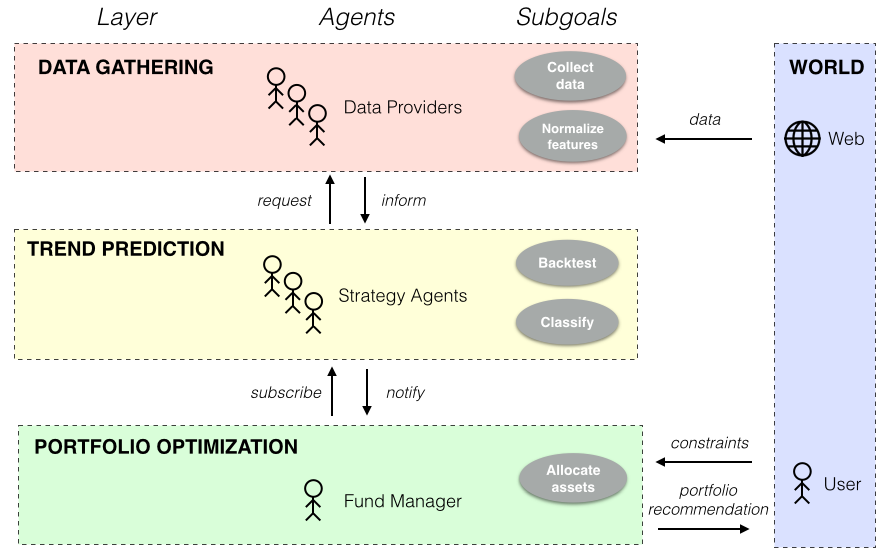 Layer
Agents
Subgoals
DATA GATHERING
Data Providers
Collect
data
Normalize
features
data
WORLD
Web
request
inform
TREND PREDICTION
Strategy Agents
Backtest
Classify
subscribe
notify
PORTFOLIO OPTIMIZATION
Fund Manager
Allocate
assets
constraints
portfolio
recommendation
User